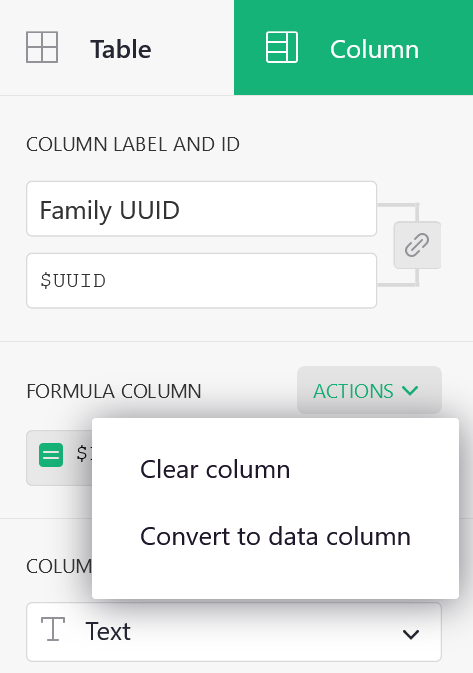 Table
Column
COLUMN LABEL AND ID
Family UUID
$UUID
FORMULA COLUMN
ACTIONS
Clear column
Convert to data column
Text